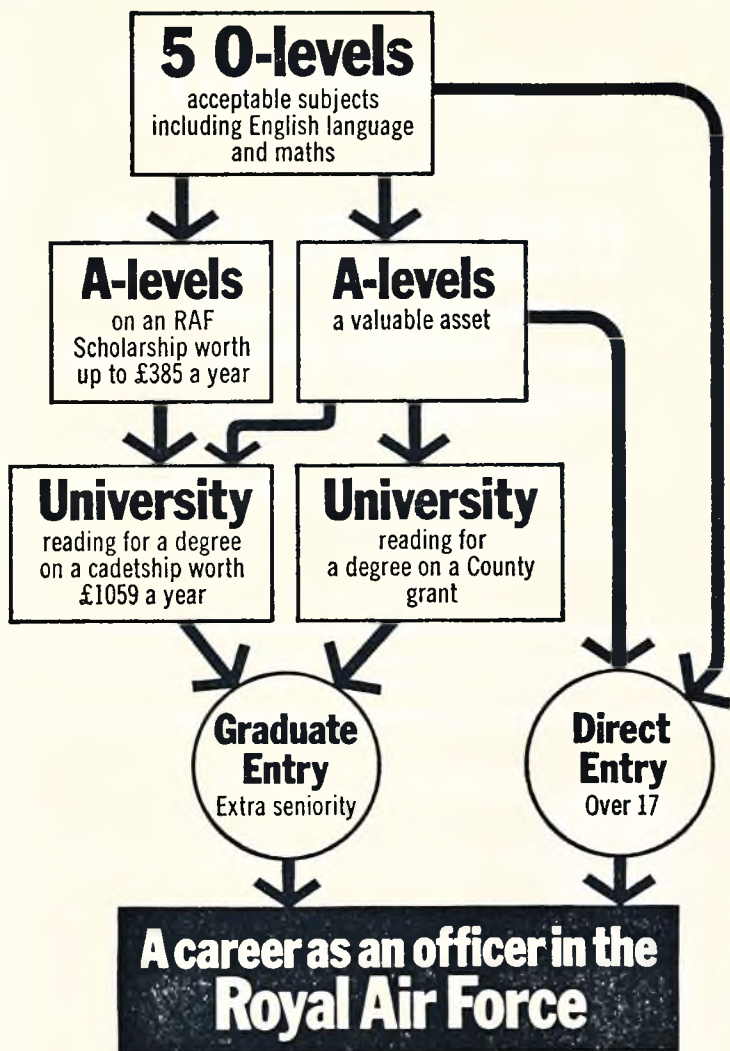 5 O-levels
acceptable subjects
including English language
and maths
A-levels
on an RAF
Scholarship worth
up to £385 a year
A-levels
a valuable asset
University
reading for a degree
on a cadetship worth
£1059 a year
University
reading for
a degree on a County
grant
Graduate
Entry
Extra seniority
Direct
Entry
Over 17
A career as an officer in the
Royal Air Force